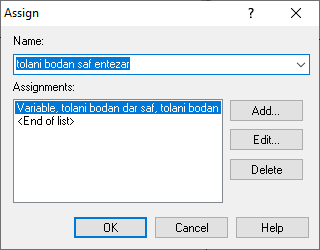 Assign
Name:
tolani bodan saf entezar
Assignments:
Variable, tolani bodan dar saf, tolani bodan
<End of list>
Add...
Edit...
Delete
OK
Cancel
Help